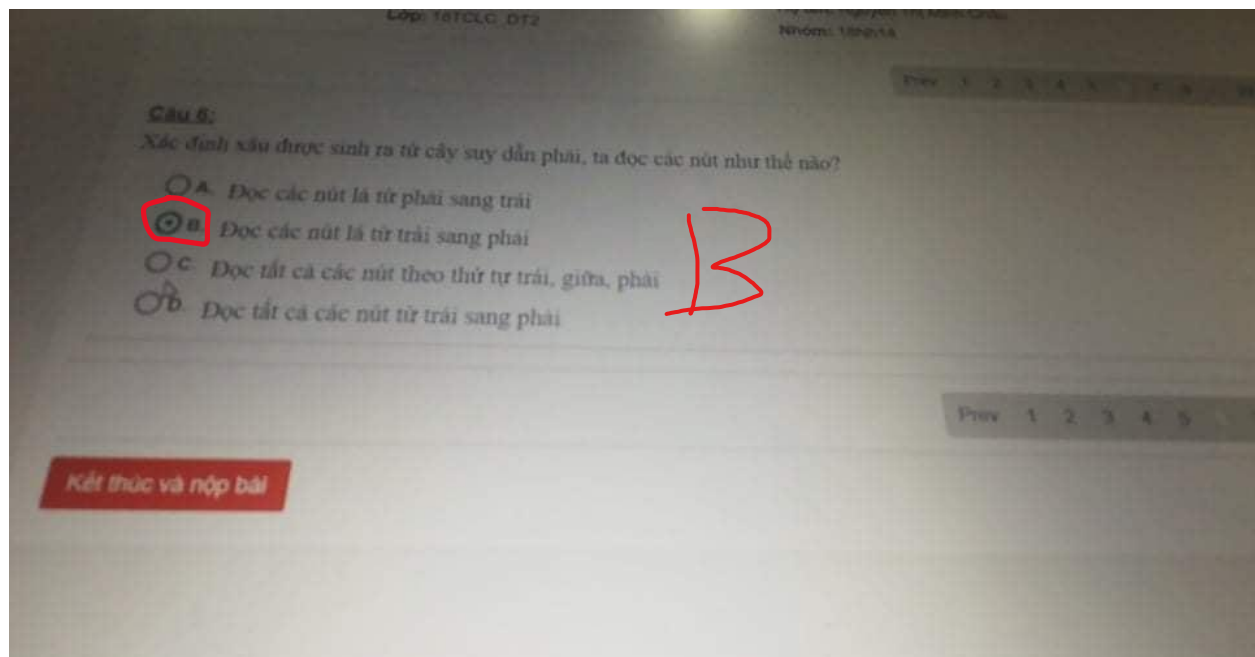 Lớp: 18TCLC_DT2
Nhóm:
Prev 1 2 3 4 5
Câu 6:
Xác định xâu được sinh ra từ cây suy dẫn phải, ta đọc các nút như thế nào?
A. Đọc các nút lá từ phải sang trái
B. Đọc các nút lá từ trái sang phải
C. Đọc tất cả các nút theo thứ tự trái, giữa, phải
D. Đọc tất cả các nút từ trái sang phải
B
Prev 1 2 3 4 5
Kết thúc và nộp bài